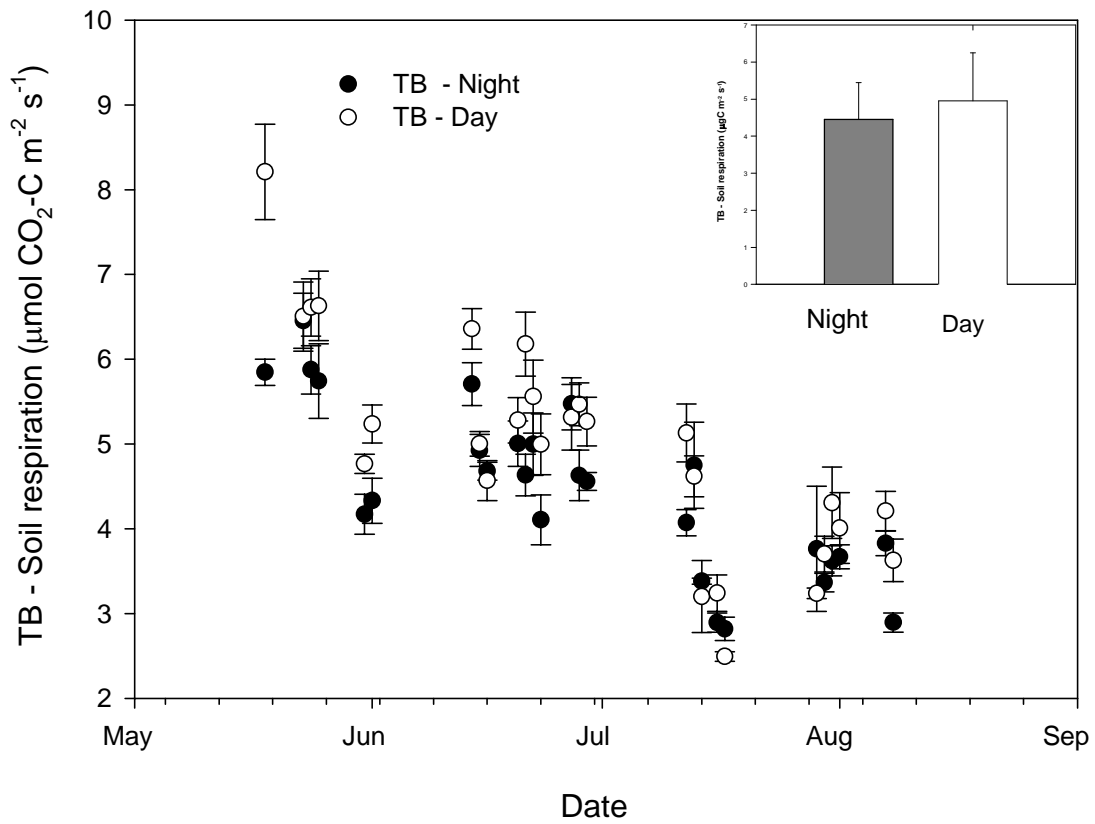 TB - Soil respiration (μmol CO₂-C m⁻² s⁻¹)
10
9
8
7
6
5
4
3
2
TB - Night
TB - Day
TB - Soil respiration (μgC m⁻² s⁻¹)
7
6
5
4
3
2
1
0
Night
Day
May
Jun
Jul
Aug
Sep
Date